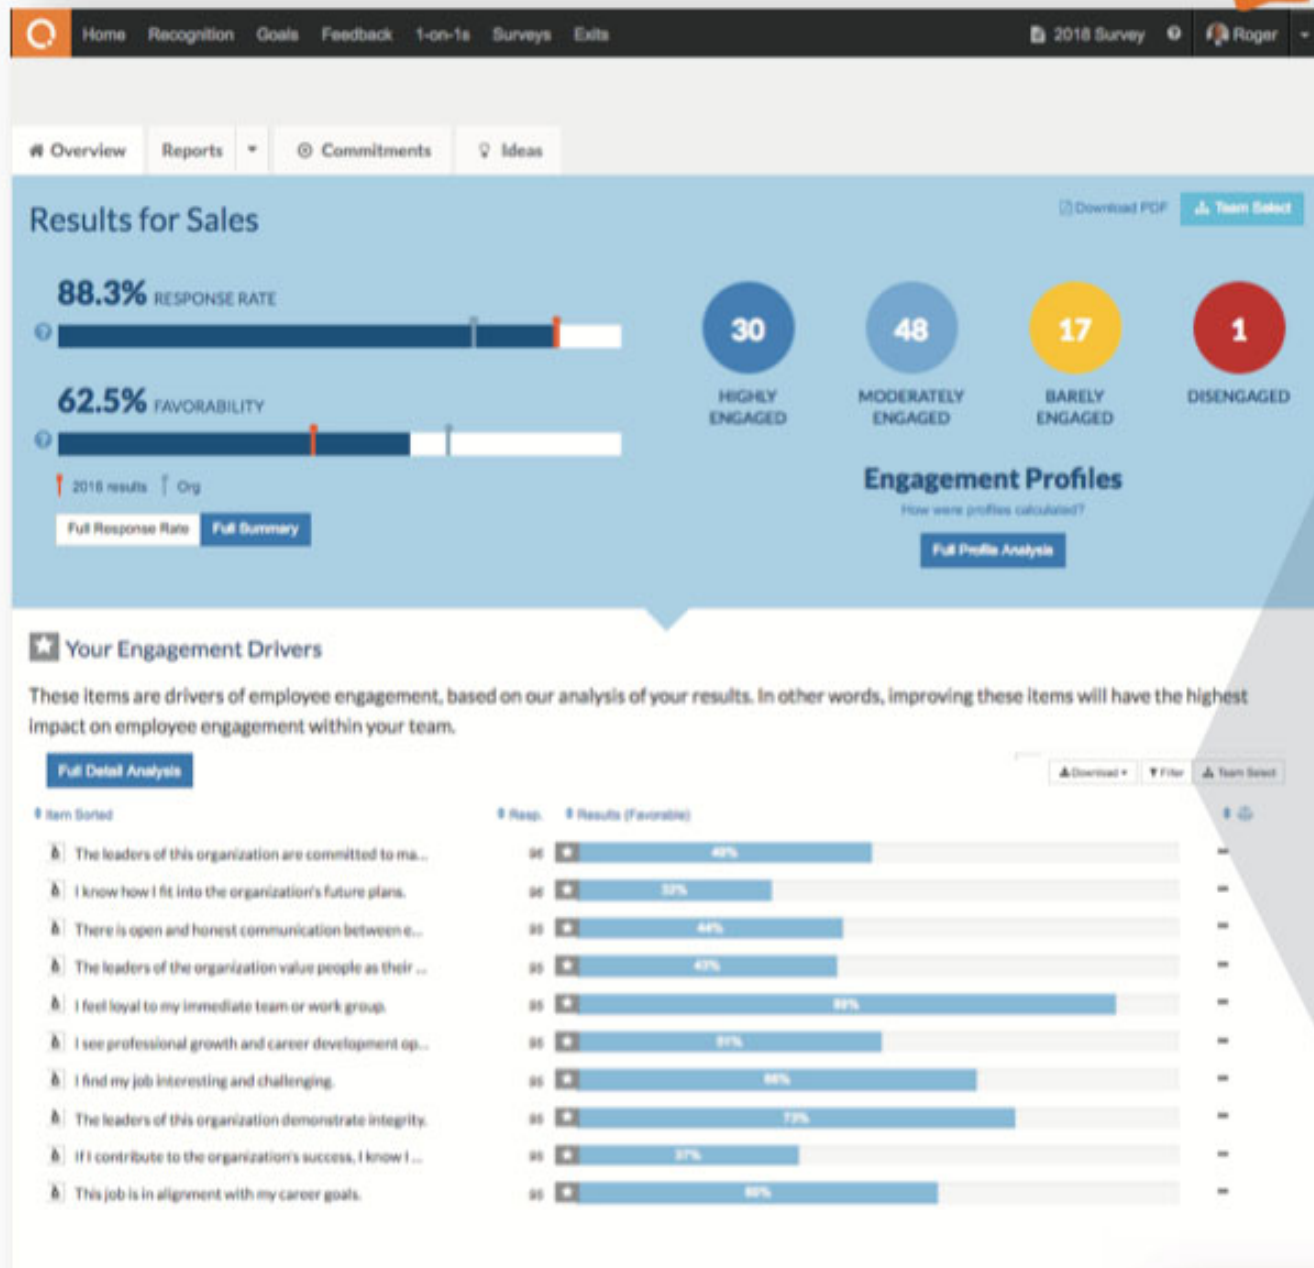 Home Recognition Goals Feedback 1-on-1s Surveys Exits 2018 Survey Roger
Overview Reports Commitments Ideas
Results for Sales
Download PDF Team Select
88.3% RESPONSE RATE
62.5% FAVORABILITY
2016 results Org
Full Response Rate Full Summary
30 48 17 1
HIGHLY ENGAGED
MODERATELY ENGAGED
BARELY ENGAGED
DISENGAGED
Engagement Profiles
How were profiles calculated?
Full Profile Analysis
Your Engagement Drivers
These items are drivers of employee engagement, based on our analysis of your results. In other words, improving these items will have the highest
impact on employee engagement within your team.
Full Detail Analysis
Download Filter Team Select
Item Sorted Resp. Results (Favorable)
The leaders of this organization are committed to ma...
I know how I fit into the organization's future plans.
There is open and honest communication between e... 44%
The leaders of the organization value people as their ... 43%
I feel loyal to my immediate team or work group.
I see professional growth and career development op...
I find my job interesting and challenging.
The leaders of this organization demonstrate integrity. 73%
If I contribute to the organization's success, I know I ... 37%
This job is in alignment with my career goals.